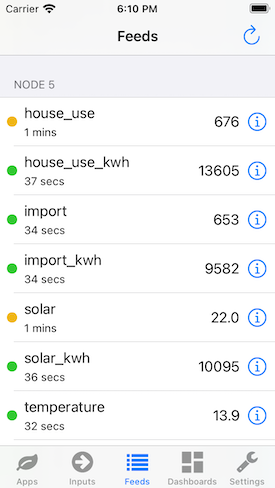 Carrier 6:10 PM
Feeds
NODE 5
house_use 676
1 mins
house_use_kwh 13605
37 secs
import 653
34 secs
import_kwh 9582
34 secs
solar 22.0
1 mins
solar_kwh 10095
36 secs
temperature 13.9
32 secs
Apps Inputs Feeds Dashboards Settings